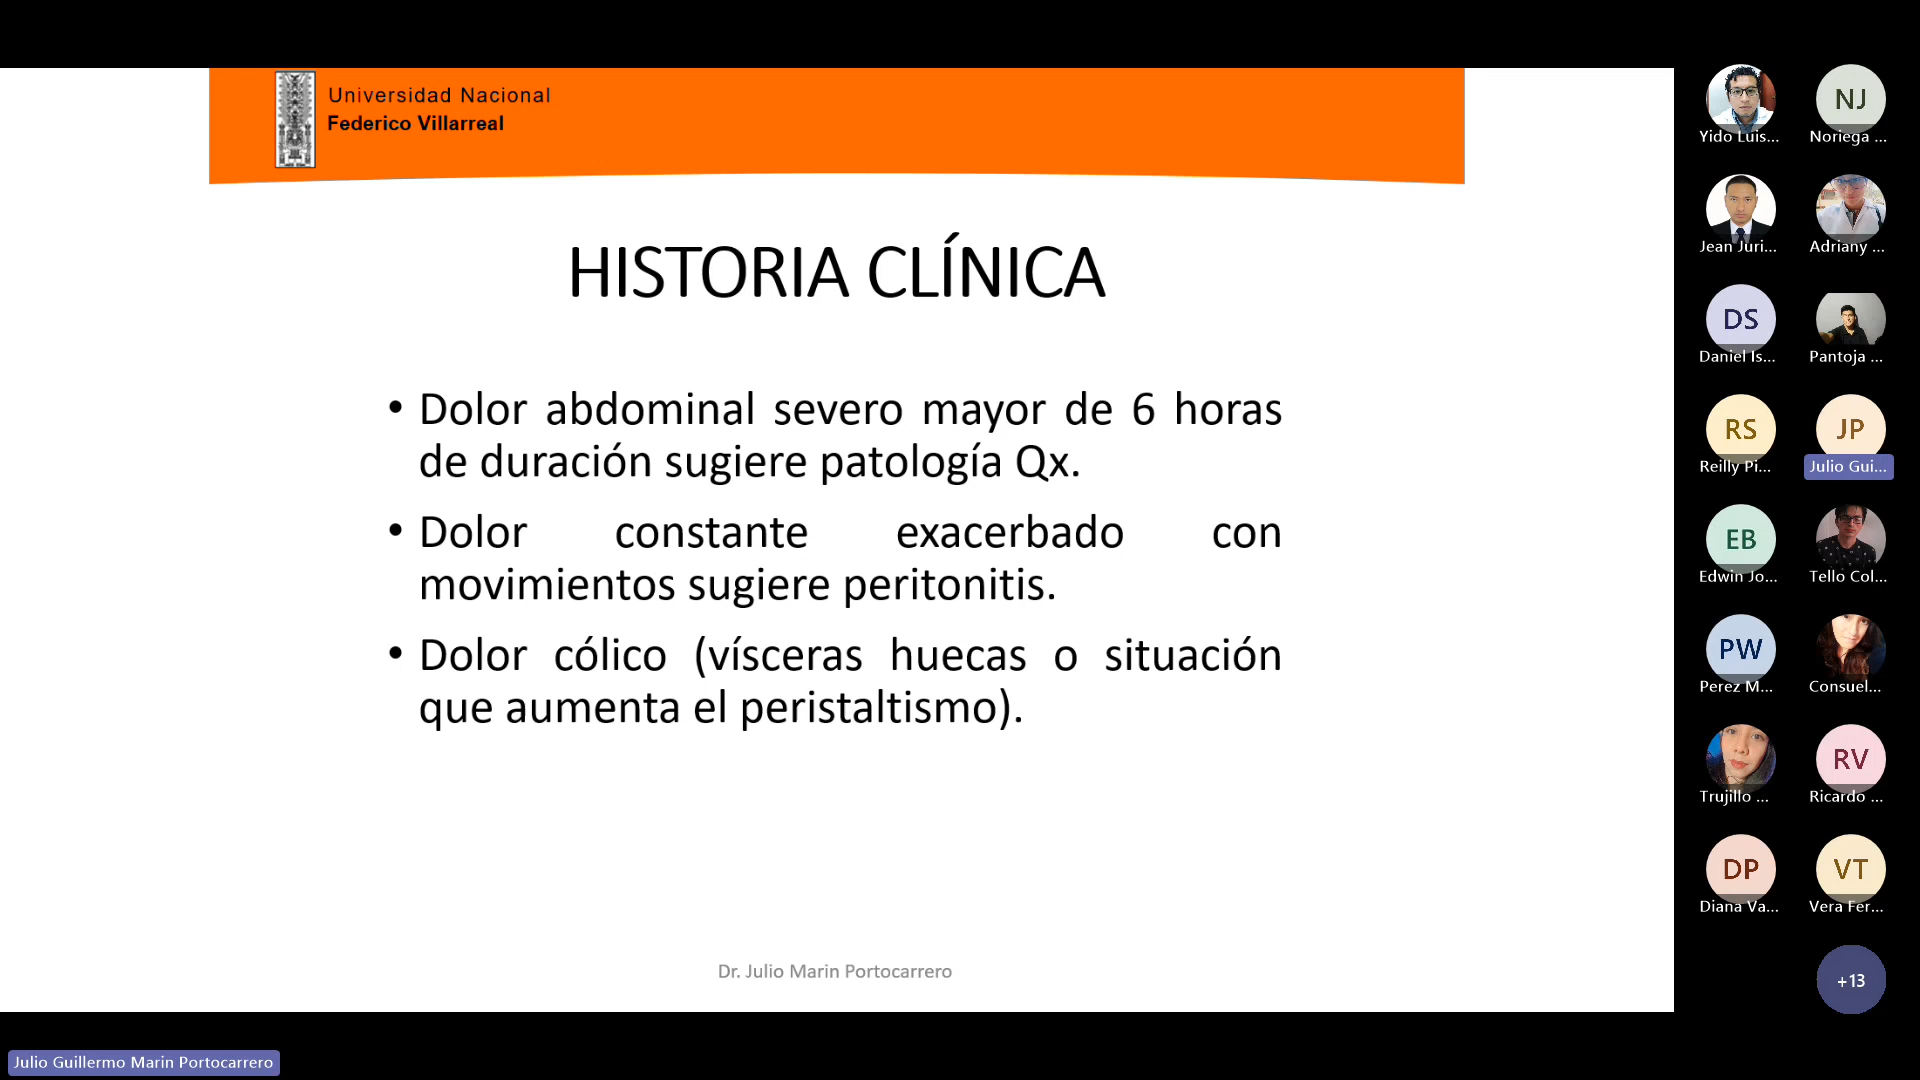 Universidad Nacional
Federico Villarreal
HISTORIA CLÍNICA
• Dolor abdominal severo mayor de 6 horas
de duración sugiere patología Qx.
• Dolor constante exacerbado con
movimientos sugiere peritonitis.
• Dolor cólico (vísceras huecas o situación
que aumenta el peristaltismo).
Dr. Julio Marin Portocarrero
Julio Guillermo Marin Portocarrero
Yido Luis...
NJ
Noriega ...
Jean Juri...
Adriany ...
DS
Daniel Is...
Pantoja ...
RS
Reilly Pi...
JP
Julio Gui...
EB
Edwin Jo...
Tello Col...
PW
Perez M...
Consuel...
Trujillo ...
RV
Ricardo ...
DP
Diana Va...
VT
Vera Fer...
+13